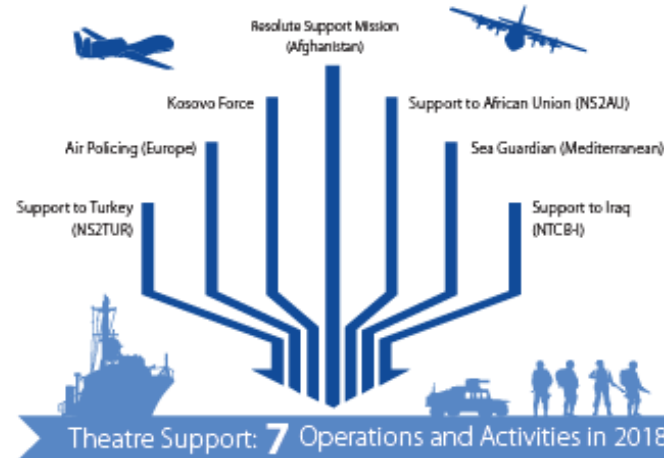 Resolute Support Mission
(Afghanistan)
Kosovo Force
Support to African Union (NS2AU)
Air Policing (Europe)
Sea Guardian (Mediterranean)
Support to Turkey
(NS2TUR)
Support to Iraq
(NTCB-I)
Theatre Support: 7 Operations and Activities in 2018